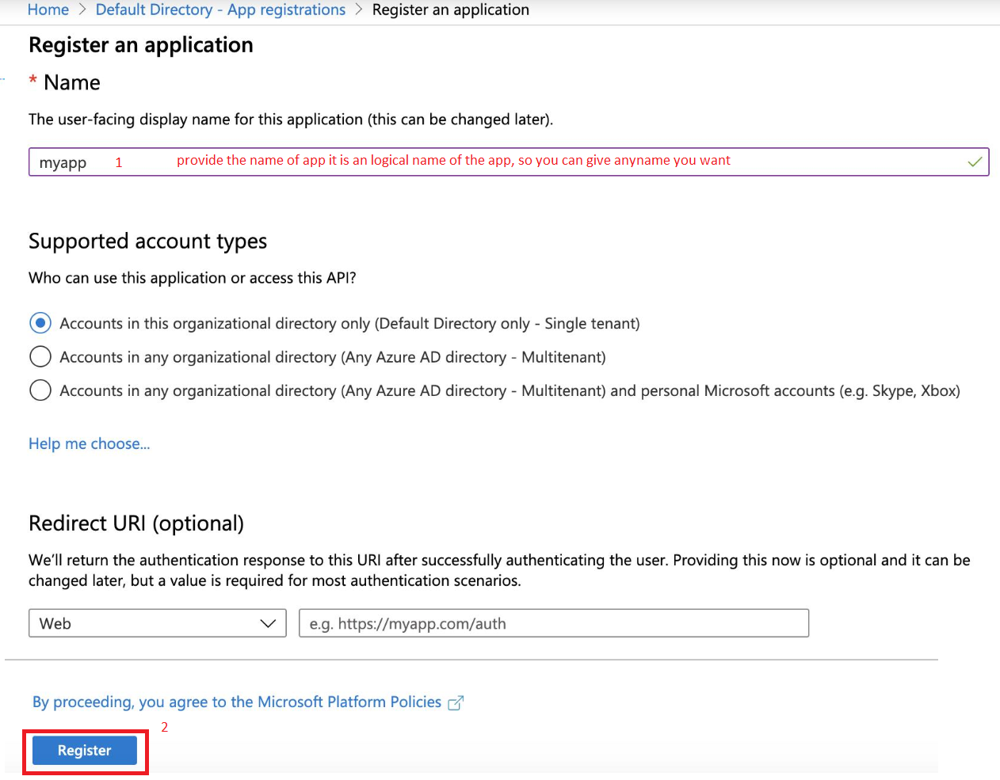 Home > Default Directory - App registrations > Register an application
Register an application
* Name
The user-facing display name for this application (this can be changed later).
myapp 1 provide the name of app it is an logical name of the app, so you can give anyname you want
Supported account types
Who can use this application or access this API?
Accounts in this organizational directory only (Default Directory only - Single tenant)
Accounts in any organizational directory (Any Azure AD directory - Multitenant)
Accounts in any organizational directory (Any Azure AD directory - Multitenant) and personal Microsoft accounts (e.g. Skype, Xbox)
Help me choose...
Redirect URI (optional)
We'll return the authentication response to this URI after successfully authenticating the user. Providing this now is optional and it can be
changed later, but a value is required for most authentication scenarios.
Web e.g. https://myapp.com/auth
By proceeding, you agree to the Microsoft Platform Policies
2
Register